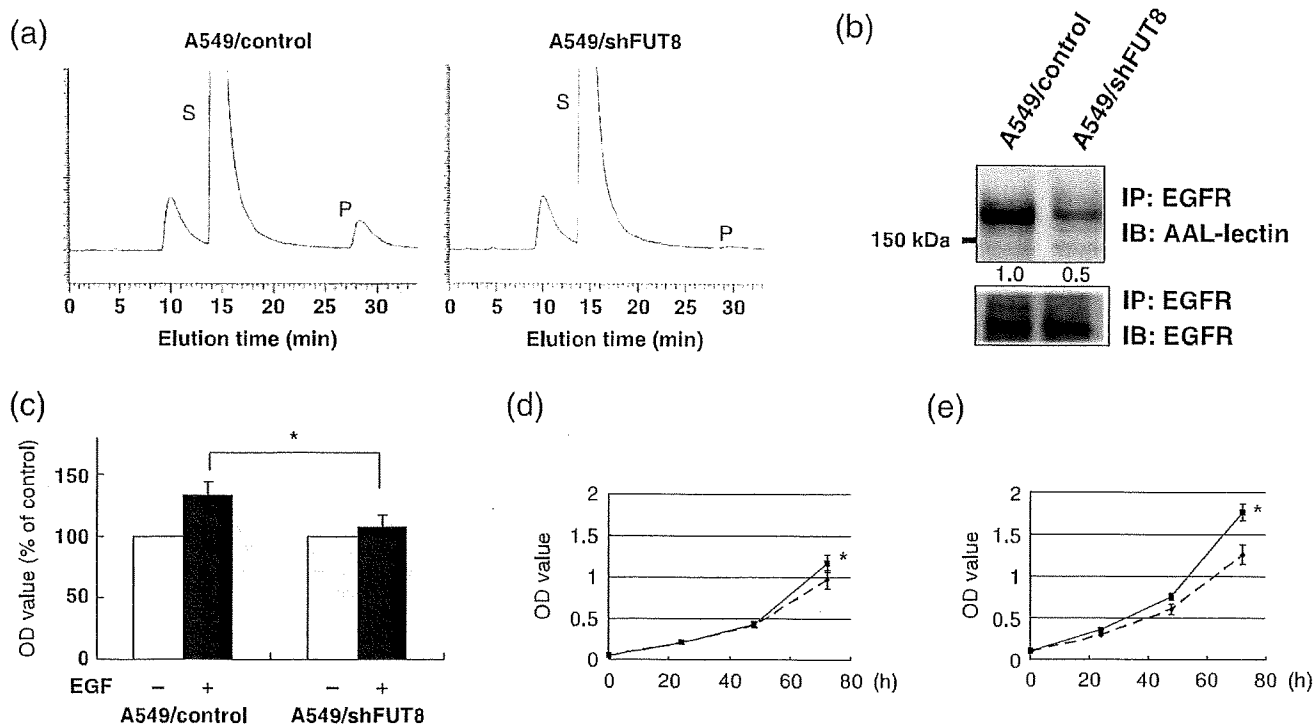 (a)
A549/control
S
P
0 5 10 15 20 25 30
Elution time (min)
A549/shFUT8
S
P
0 5 10 15 20 25 30
Elution time (min)
(b)
A549/control
A549/shFUT8
150 kDa
IP: EGFR
IB: AAL-lectin
1.0 0.5
IP: EGFR
IB: EGFR
(c)
OD value (% of control)
150
100
50
0
*
EGF − + − +
A549/control A549/shFUT8
(d)
OD value
2
1.5
1
0.5
0
*
0 20 40 60 80 (h)
(e)
OD value
2
1.5
1
0.5
0
*
0 20 40 60 80 (h)